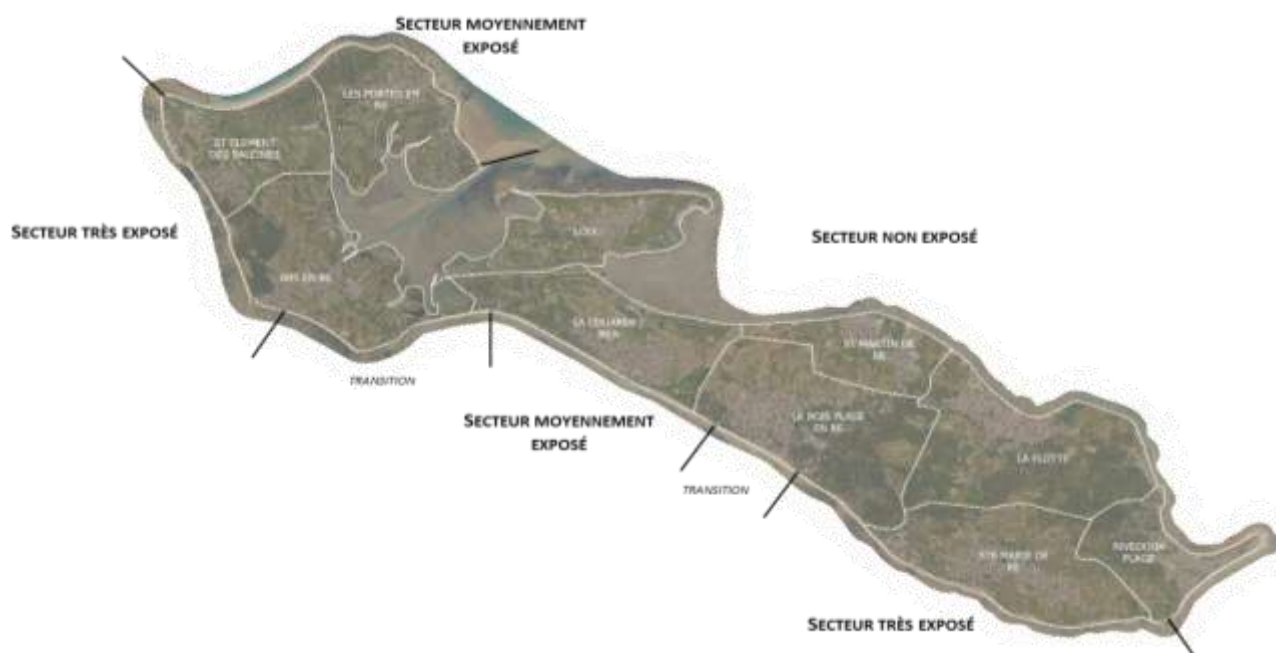 SECTEUR MOYENNEMENT
EXPOSÉ
LES PORTES EN
RE
ST CLEMENT
DES BALEINES
SECTEUR TRÈS EXPOSÉ
LOIX
SECTEUR NON EXPOSÉ
ARS EN RE
LA COUARDE /
MER
ST MARTIN DE
RE
TRANSITION
SECTEUR MOYENNEMENT
EXPOSÉ
LE BOIS PLAGE
EN RE
LA FLOTTE
TRANSITION
STE MARIE DE
RE
RIVEDOUX
PLAGE
SECTEUR TRÈS EXPOSÉ